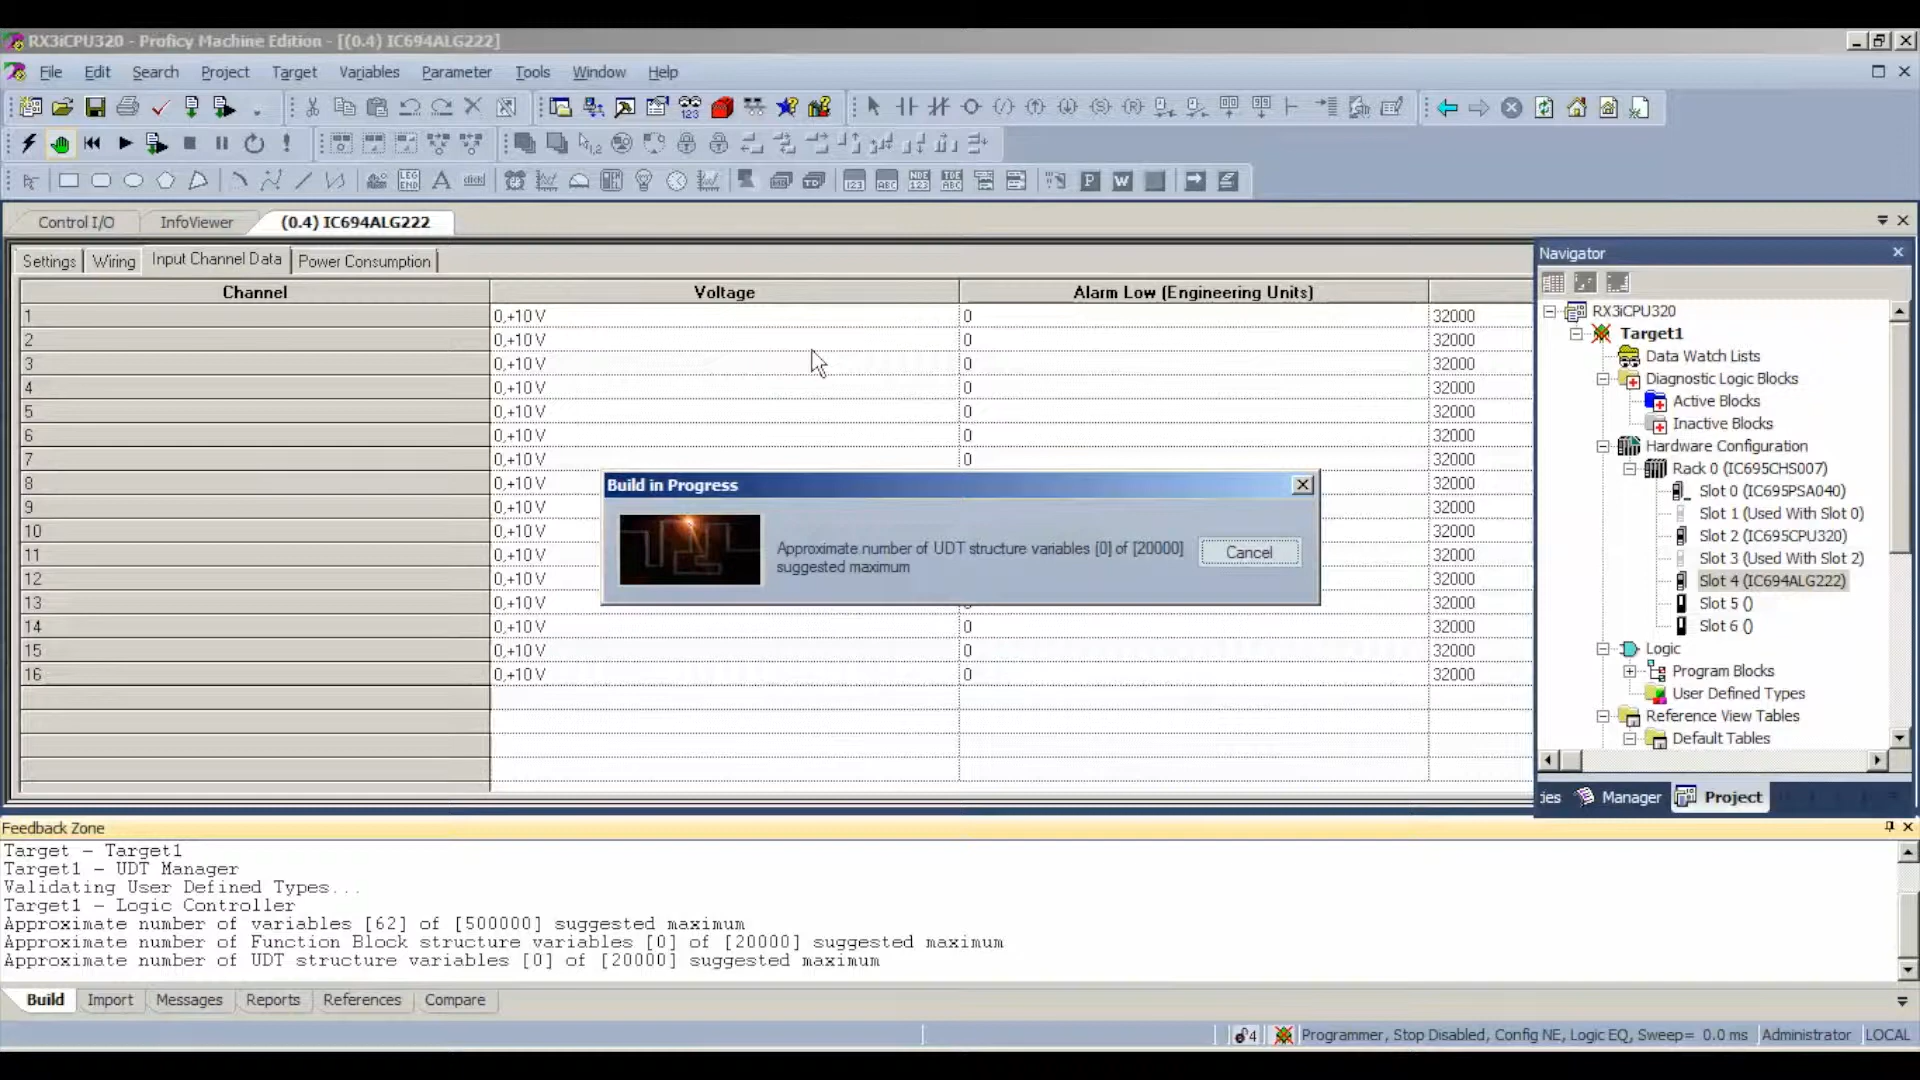 RX3iCPU320 - Proficy Machine Edition - [(0.4) IC694ALG222]
File Edit Search Project Target Variables Parameter Tools Window Help
Control I/O InfoViewer (0.4) IC694ALG222
Settings Wiring Input Channel Data Power Consumption
Channel Voltage Alarm Low (Engineering Units)
1 0,+10 V 0 32000
2 0,+10 V 0 32000
3 0,+10 V 0 32000
4 0,+10 V 0 32000
5 0,+10 V 0 32000
6 0,+10 V 0 32000
7 0,+10 V 0 32000
8 0,+10 V 32000
9 0,+10 V 32000
10 0,+10 V 32000
11 0,+10 V 32000
12 0,+10 V 32000
13 0,+10 V 0 32000
14 0,+10 V 0 32000
15 0,+10 V 0 32000
16 0,+10 V 0 32000
Build in Progress
Approximate number of UDT structure variables [0] of [20000]
suggested maximum
Cancel
Navigator
RX3iCPU320
Target1
Data Watch Lists
Diagnostic Logic Blocks
Active Blocks
Inactive Blocks
Hardware Configuration
Rack 0 (IC695CHS007)
Slot 0 (IC695PSA040)
Slot 1 (Used With Slot 0)
Slot 2 (IC695CPU320)
Slot 3 (Used With Slot 2)
Slot 4 (IC694ALG222)
Slot 5 ()
Slot 6 ()
Logic
Program Blocks
User Defined Types
Reference View Tables
Default Tables
ies Manager Project
Feedback Zone
Target - Target1
Target1 - UDT Manager
Validating User Defined Types...
Target1 - Logic Controller
Approximate number of variables [62] of [500000] suggested maximum
Approximate number of Function Block structure variables [0] of [20000] suggested maximum
Approximate number of UDT structure variables [0] of [20000] suggested maximum
Build Import Messages Reports References Compare
4 Programmer, Stop Disabled, Config NE, Logic EQ, Sweep= 0.0 ms Administrator LOCAL